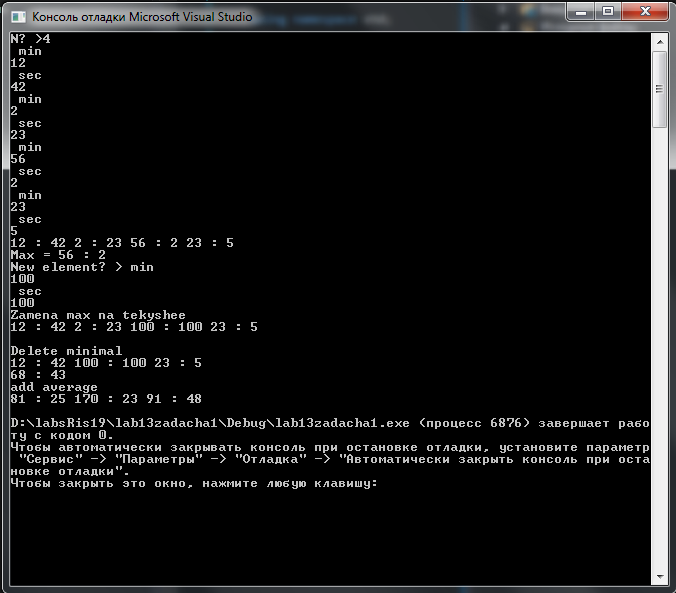 Консоль отладки Microsoft Visual Studio
N? >4
min
12
sec
42
min
2
sec
23
min
56
sec
2
min
23
sec
5
12 : 42 2 : 23 56 : 2 23 : 5
Max = 56 : 2
New element? > min
100
sec
100
Zamena max na tekyshee
12 : 42 2 : 23 100 : 100 23 : 5
Delete minimal
12 : 42 100 : 100 23 : 5
68 : 43
add average
81 : 25 170 : 23 91 : 48
D:\labsRis19\lab13zadacha1\Debug\lab13zadacha1.exe (процесс 6876) завершает рабо
ту с кодом 0.
Чтобы автоматически закрывать консоль при остановке отладки, установите параметр
"Сервис" -> "Параметры" -> "Отладка" -> "Автоматически закрыть консоль при оста
новке отладки".
Чтобы закрыть это окно, нажмите любую клавишу: